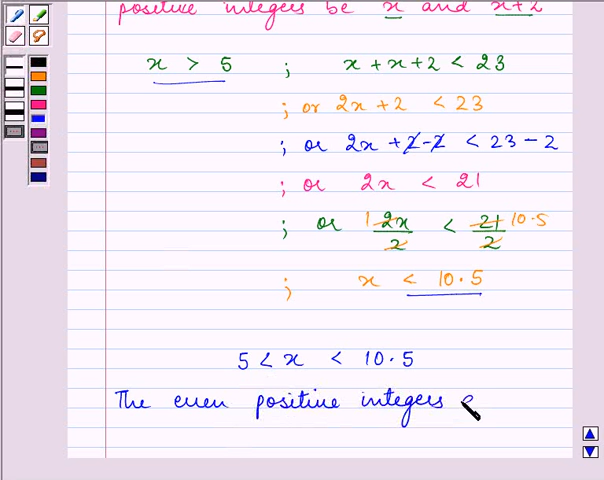 positive integers be x and x+2
x > 5 ; x + x + 2 < 23
; or 2x + 2 < 23
; or 2x + 2 - 2 < 23 - 2
; or 2x < 21
; or 1 2x/2 < 21/2 10.5
; x < 10.5
5 < x < 10.5
The even positive integers